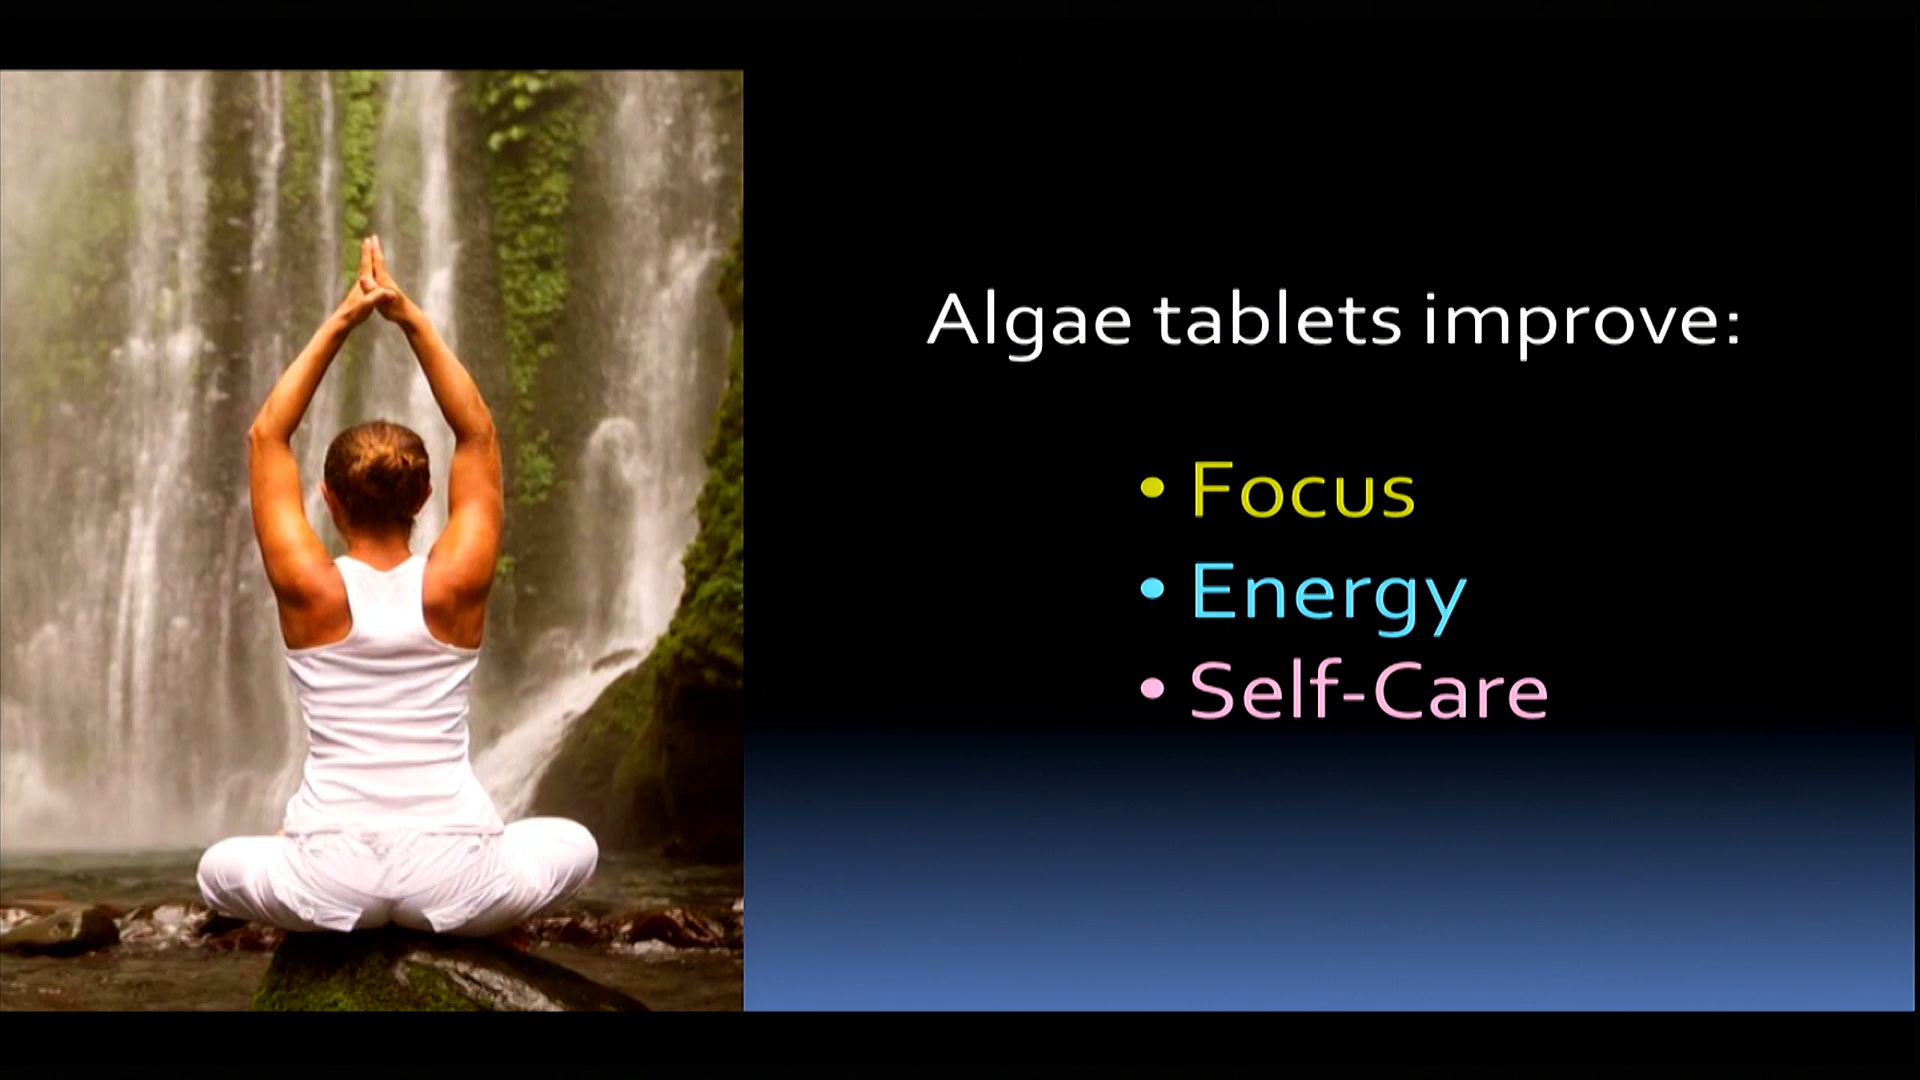 Algae tablets improve:
• Focus
• Energy
• Self-Care